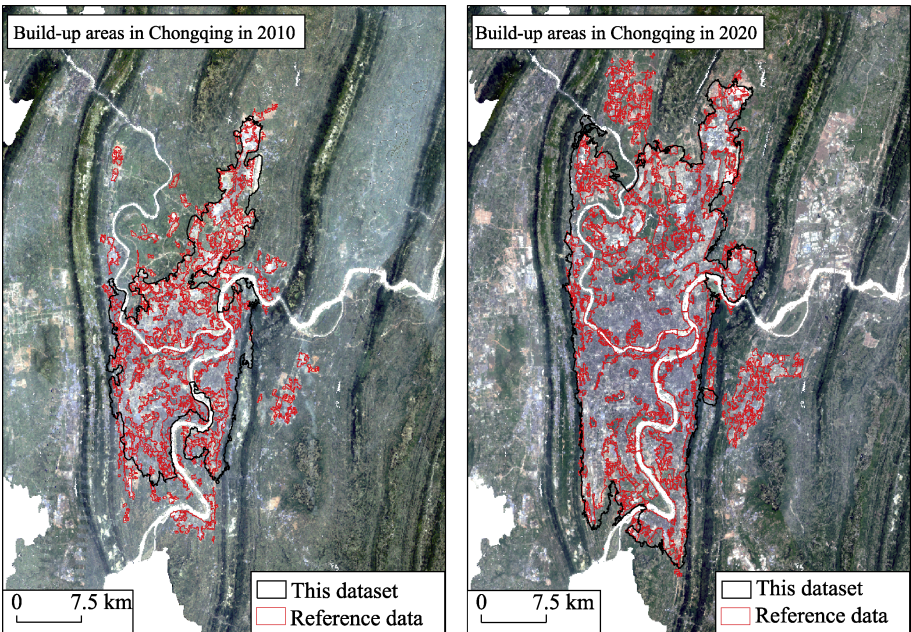 Build-up areas in Chongqing in 2010
Build-up areas in Chongqing in 2020
This dataset
Reference data
0 7.5 km
This dataset
Reference data
0 7.5 km